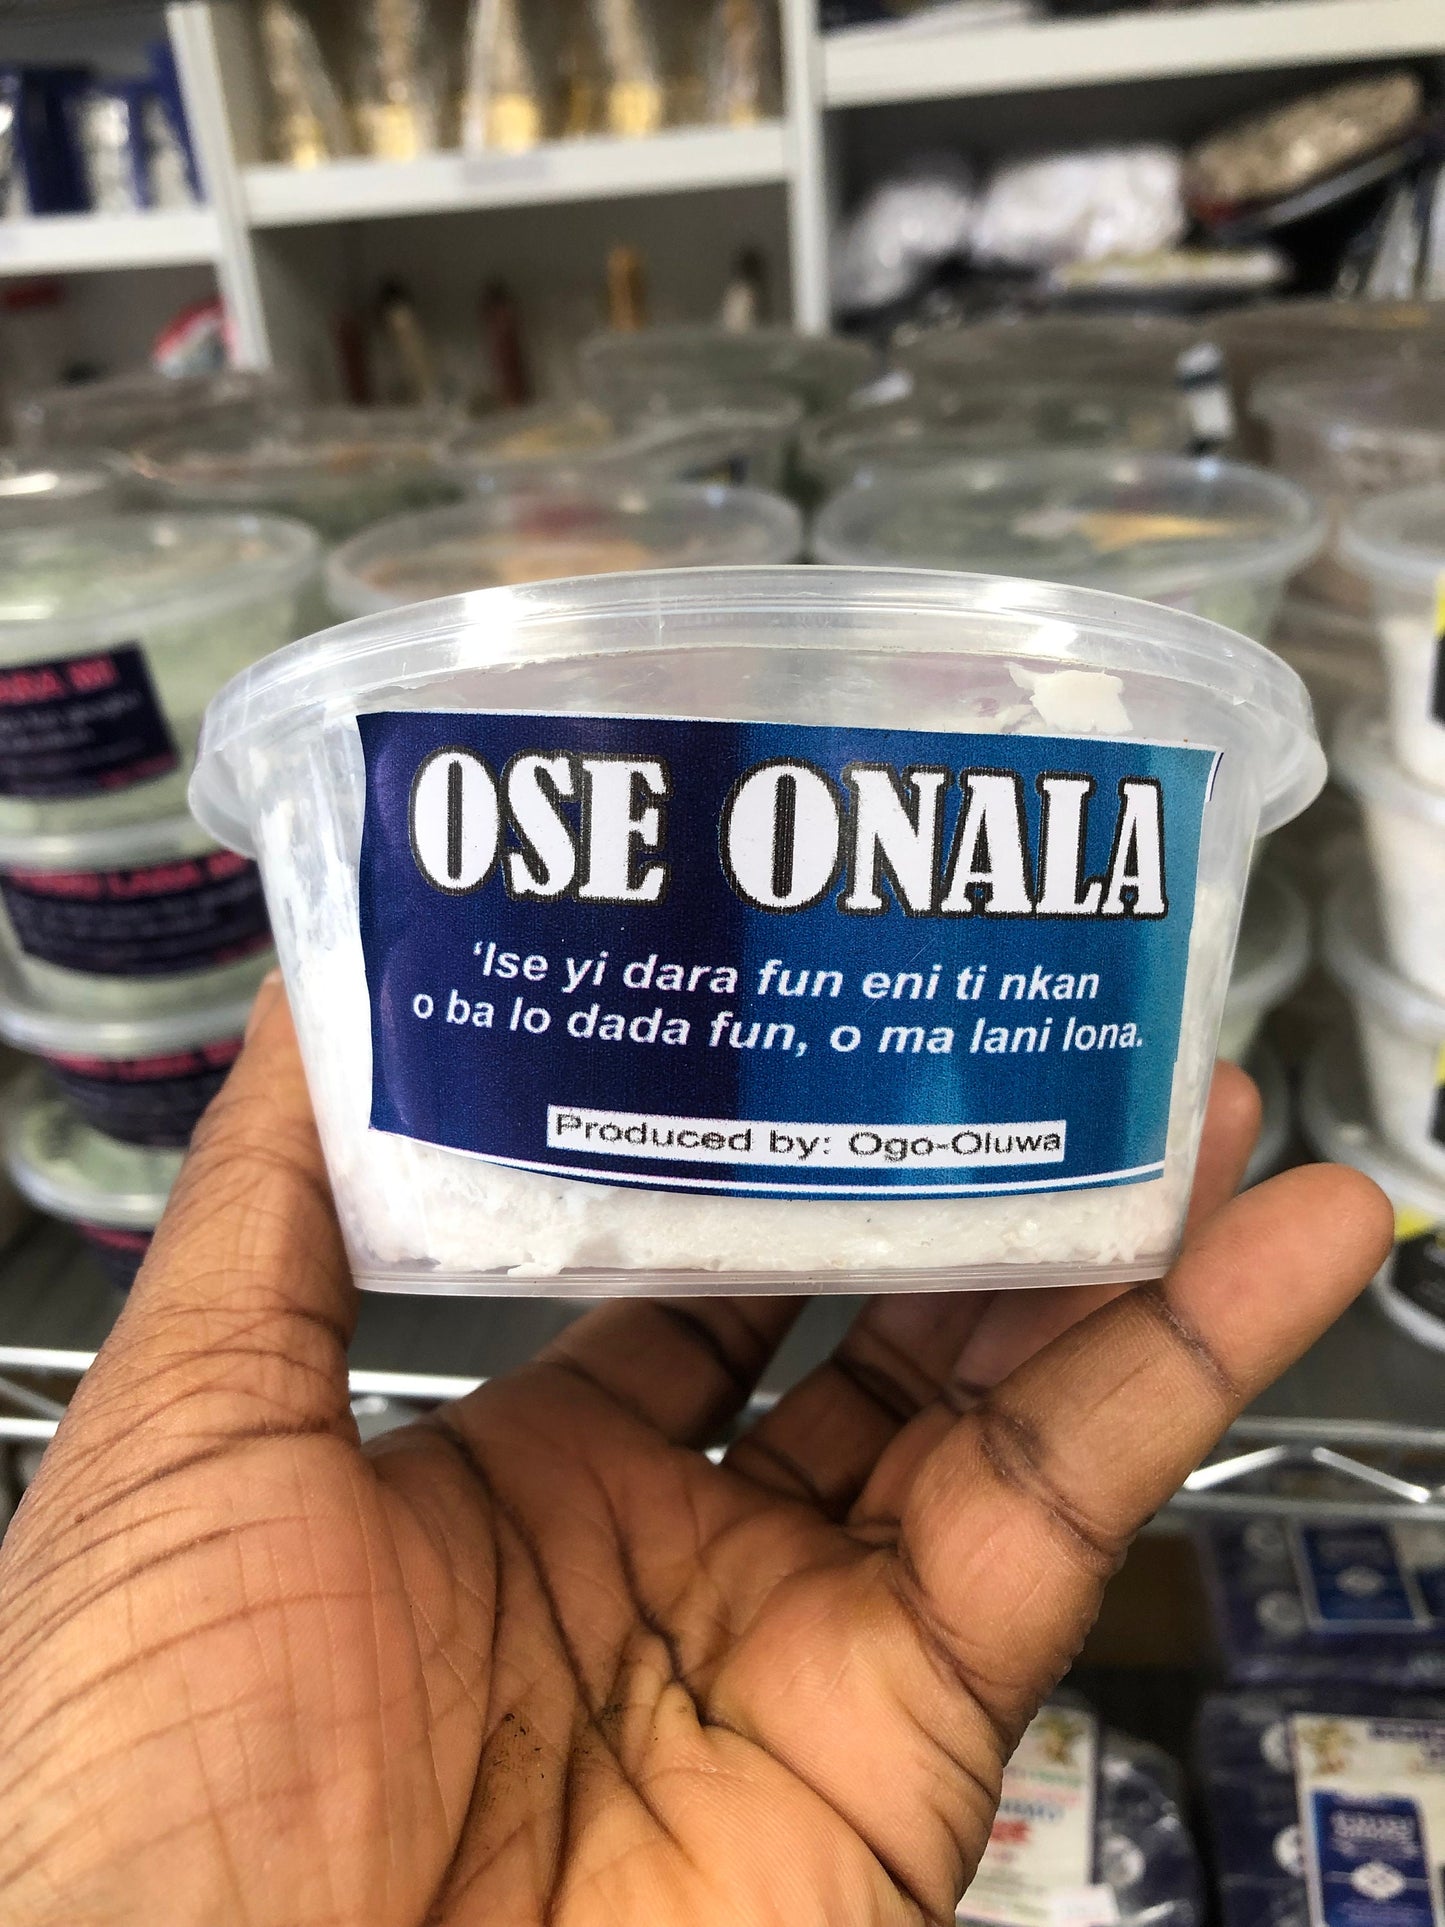 OSE ONALA
'Ise yi dara fun eni ti nkan
o ba lo dada fun, o ma lani lona.
Produced by: Ogo-Oluwa